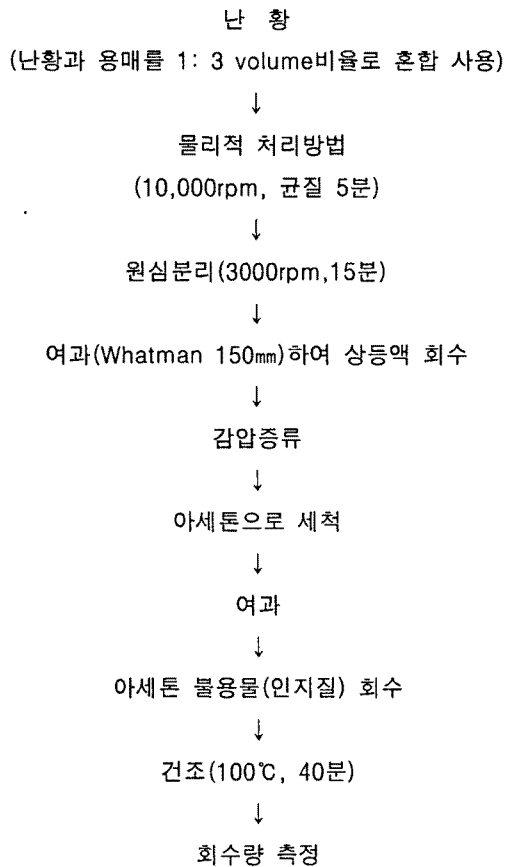 난 황
(난황과 용매를 1: 3 volume비율로 혼합 사용)
↓
물리적 처리방법
(10,000rpm, 균질 5분)
↓
원심분리(3000rpm,15분)
↓
여과(Whatman 150㎜)하여 상등액 회수
↓
감압증류
↓
아세톤으로 세척
↓
여과
↓
아세톤 불용물(인지질) 회수
↓
건조(100℃, 40분)
↓
회수량 측정